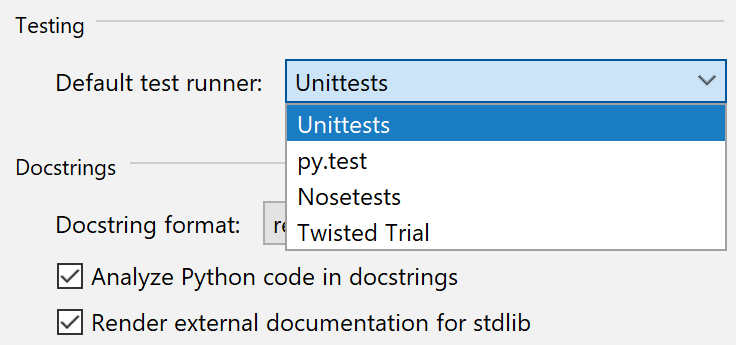 Testing
Default test runner: Unittests
Unittests
py.test
Docstrings
Nosetests
Docstring format: re
Twisted Trial
Analyze Python code in docstrings
Render external documentation for stdlib